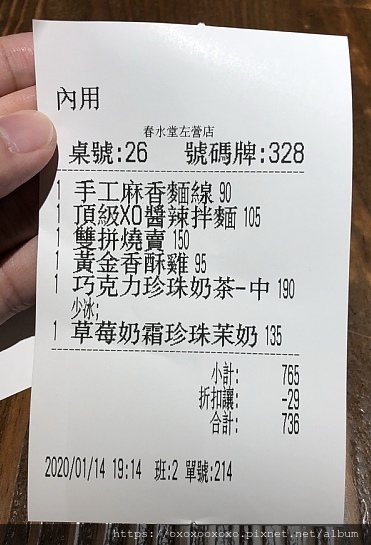 內用
春水堂左營店
桌號:26 號碼牌:328
1 手工麻香麵線 90
1 頂級XO醬辣拌麵 105
1 雙拼燒賣 150
1 黃金香酥雞 95
1 巧克力珍珠奶茶-中 190
少冰;
1 草莓奶霜珍珠茉奶 135
小計: 765
折扣讓: -29
合計: 736
2020/01/14 19:14 班:2 單號:214
https://oxoxooxoxo.pixnet.net/album